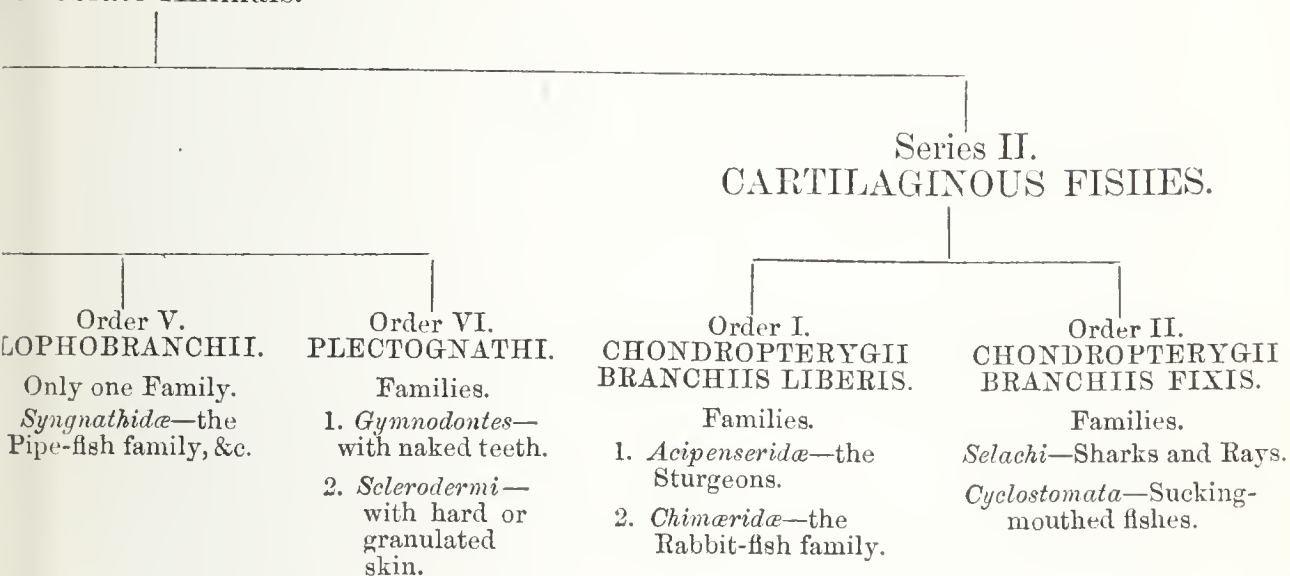 Series II.
CARTILAGINOUS FISHES.
Order V.
LOPHOBRANCHII.
Only one Family.
Syngnathidæ—the
Pipe-fish family, &c.
Order VI.
PLECTOGNATHI.
Families.
1. Gymnodontes—
with naked teeth.
2. Sclerodermi—
with hard or
granulated
skin.
Order I.
CHONDROPTERYGII
BRANCHIIS LIBERIS.
Families.
1. Acipenseridæ—the
Sturgeons.
2. Chimæridæ—the
Rabbit-fish family.
Order II.
CHONDROPTERYGII
BRANCHIIS FIXIS.
Families.
Selachi—Sharks and Rays.
Cyclostomata—Sucking-
mouthed fishes.